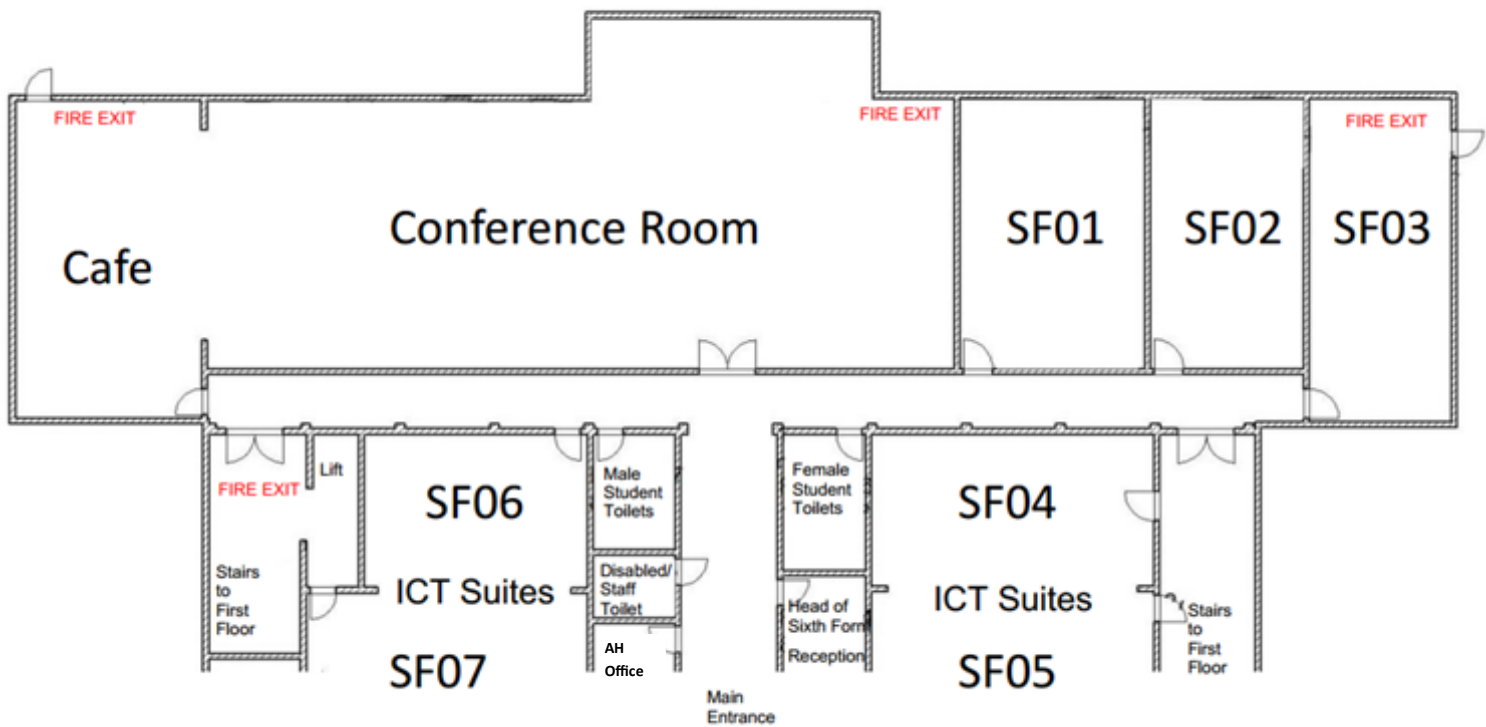 FIRE EXIT
FIRE EXIT
FIRE EXIT
Cafe
Conference Room
SF01
SF02
SF03
FIRE EXIT
Lift
Stairs
to
First
Floor
SF06
ICT Suites
SF07
Male
Student
Toilets
Disabled/
Staff
Toilet
AH
Office
Main
Entrance
Female
Student
Toilets
Head of
Sixth Form
Reception
SF04
ICT Suites
SF05
Stairs
to
First
Floor